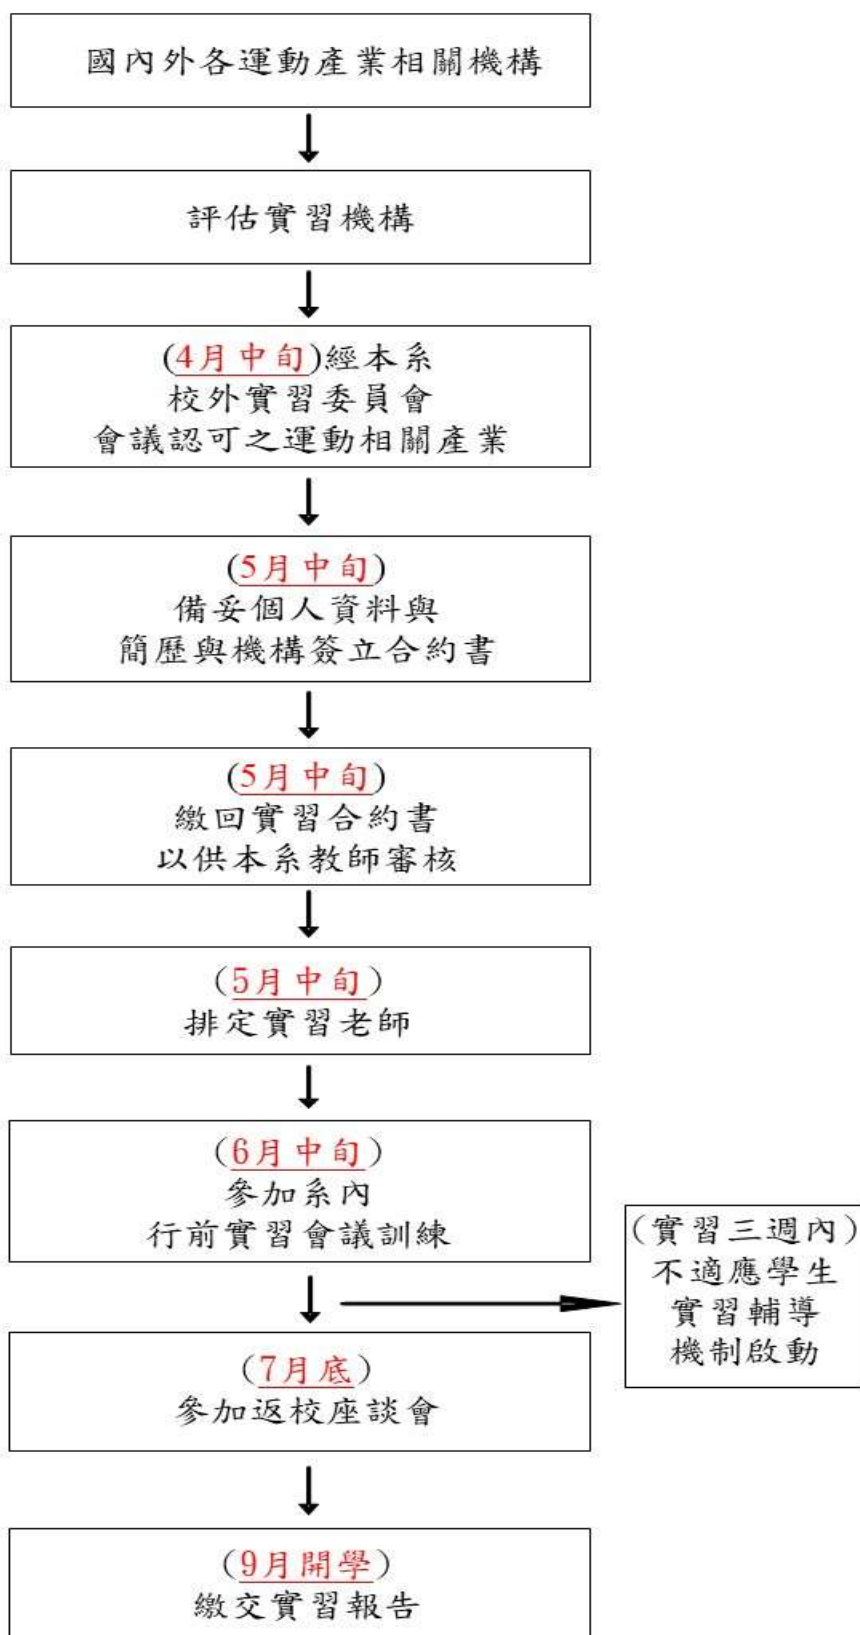 國內外各運動產業相關機構
評估實習機構
(4月中旬)經本系
校外實習委員會
會議認可之運動相關產業
(5月中旬)
備妥個人資料與
簡歷與機構簽立合約書
(5月中旬)
繳回實習合約書
以供本系教師審核
(5月中旬)
排定實習老師
(6月中旬)
參加系內
行前實習會議訓練
(實習三週內)
不適應學生
實習輔導
機制啟動
(7月底)
參加返校座談會
(9月開學)
繳交實習報告